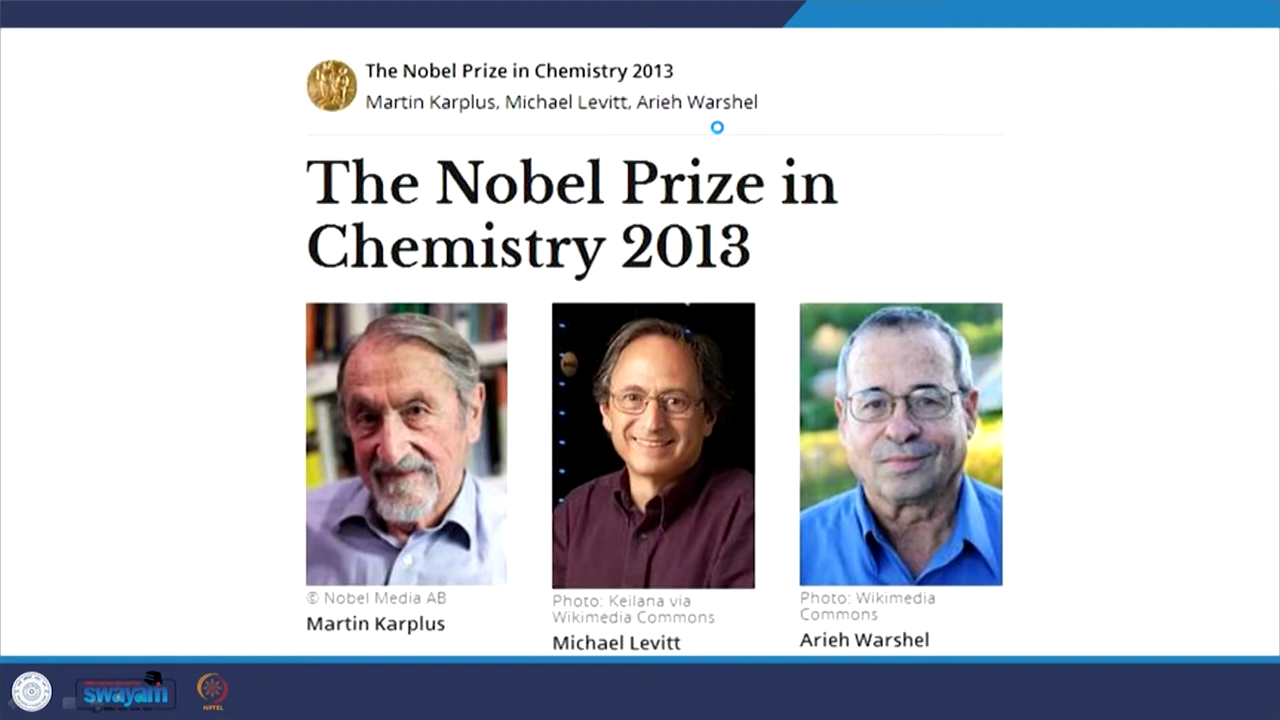 The Nobel Prize in Chemistry 2013
Martin Karplus, Michael Levitt, Arieh Warshel
The Nobel Prize in
Chemistry 2013
© Nobel Media AB
Martin Karplus
Photo: Keilana via
Wikimedia Commons
Michael Levitt
Photo: Wikimedia
Commons
Arieh Warshel
swayam
NPTEL